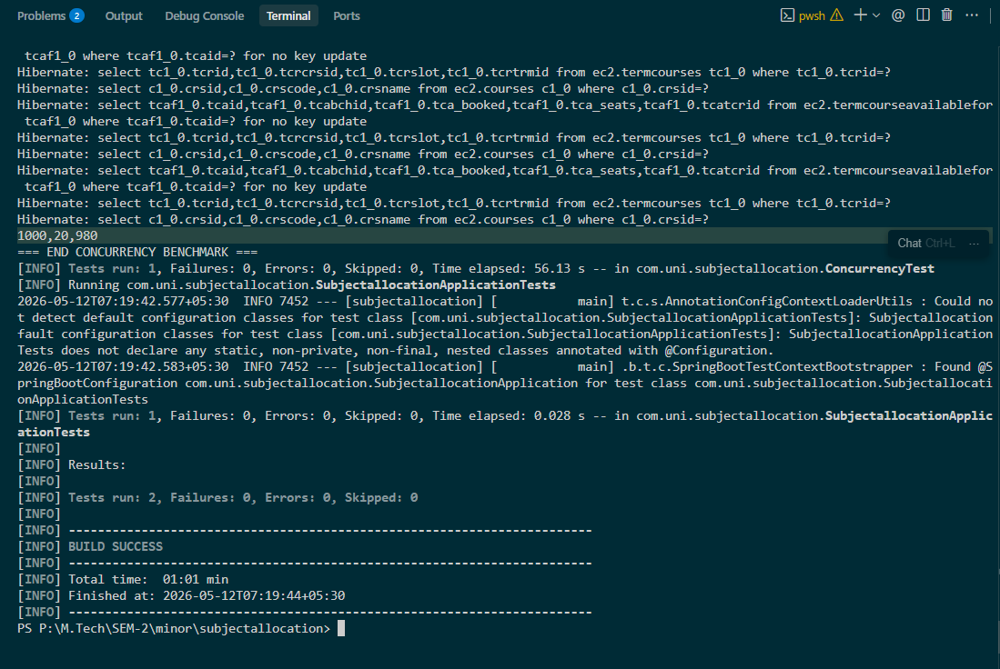 Problems 2 Output Debug Console Terminal Ports pwsh
tcaf1_0 where tcaf1_0.tcaid=? for no key update
Hibernate: select tc1_0.tcrid,tc1_0.tcrcrsid,tc1_0.tcrslot,tc1_0.tcrtrmid from ec2.termcourses tc1_0 where tc1_0.tcrid=?
Hibernate: select c1_0.crsid,c1_0.crscode,c1_0.crsname from ec2.courses c1_0 where c1_0.crsid=?
Hibernate: select tcaf1_0.tcaid,tcaf1_0.tcabchid,tcaf1_0.tca_booked,tcaf1_0.tca_seats,tcaf1_0.tcatcrid from ec2.termcourseavailablefor
tcaf1_0 where tcaf1_0.tcaid=? for no key update
Hibernate: select tc1_0.tcrid,tc1_0.tcrcrsid,tc1_0.tcrslot,tc1_0.tcrtrmid from ec2.termcourses tc1_0 where tc1_0.tcrid=?
Hibernate: select c1_0.crsid,c1_0.crscode,c1_0.crsname from ec2.courses c1_0 where c1_0.crsid=?
Hibernate: select tcaf1_0.tcaid,tcaf1_0.tcabchid,tcaf1_0.tca_booked,tcaf1_0.tca_seats,tcaf1_0.tcatcrid from ec2.termcourseavailablefor
tcaf1_0 where tcaf1_0.tcaid=? for no key update
Hibernate: select tc1_0.tcrid,tc1_0.tcrcrsid,tc1_0.tcrslot,tc1_0.tcrtrmid from ec2.termcourses tc1_0 where tc1_0.tcrid=?
Hibernate: select c1_0.crsid,c1_0.crscode,c1_0.crsname from ec2.courses c1_0 where c1_0.crsid=?
1000,20,980
Chat Ctrl+L ...
=== END CONCURRENCY BENCHMARK ===
[INFO] Tests run: 1, Failures: 0, Errors: 0, Skipped: 0, Time elapsed: 56.13 s -- in com.uni.subjectallocation.ConcurrencyTest
[INFO] Running com.uni.subjectallocation.SubjectallocationApplicationTests
2026-05-12T07:19:42.577+05:30  INFO 7452 --- [subjectallocation] [           main] t.c.s.AnnotationConfigContextLoaderUtils : Could no
t detect default configuration classes for test class [com.uni.subjectallocation.SubjectallocationApplicationTests]: Subjectallocation
fault configuration classes for test class [com.uni.subjectallocation.SubjectallocationApplicationTests]: SubjectallocationApplication
Tests does not declare any static, non-private, non-final, nested classes annotated with @Configuration.
2026-05-12T07:19:42.583+05:30  INFO 7452 --- [subjectallocation] [           main] .b.t.c.SpringBootTestContextBootstrapper : Found @S
pringBootConfiguration com.uni.subjectallocation.SubjectallocationApplication for test class com.uni.subjectallocation.Subjectallocati
onApplicationTests
[INFO] Tests run: 1, Failures: 0, Errors: 0, Skipped: 0, Time elapsed: 0.028 s -- in com.uni.subjectallocation.SubjectallocationApplic
ationTests
[INFO]
[INFO] Results:
[INFO]
[INFO] Tests run: 2, Failures: 0, Errors: 0, Skipped: 0
[INFO]
[INFO] ------------------------------------------------------------------------
[INFO] BUILD SUCCESS
[INFO] ------------------------------------------------------------------------
[INFO] Total time:  01:01 min
[INFO] Finished at: 2026-05-12T07:19:44+05:30
[INFO] ------------------------------------------------------------------------
PS P:\M.Tech\SEM-2\minor\subjectallocation>